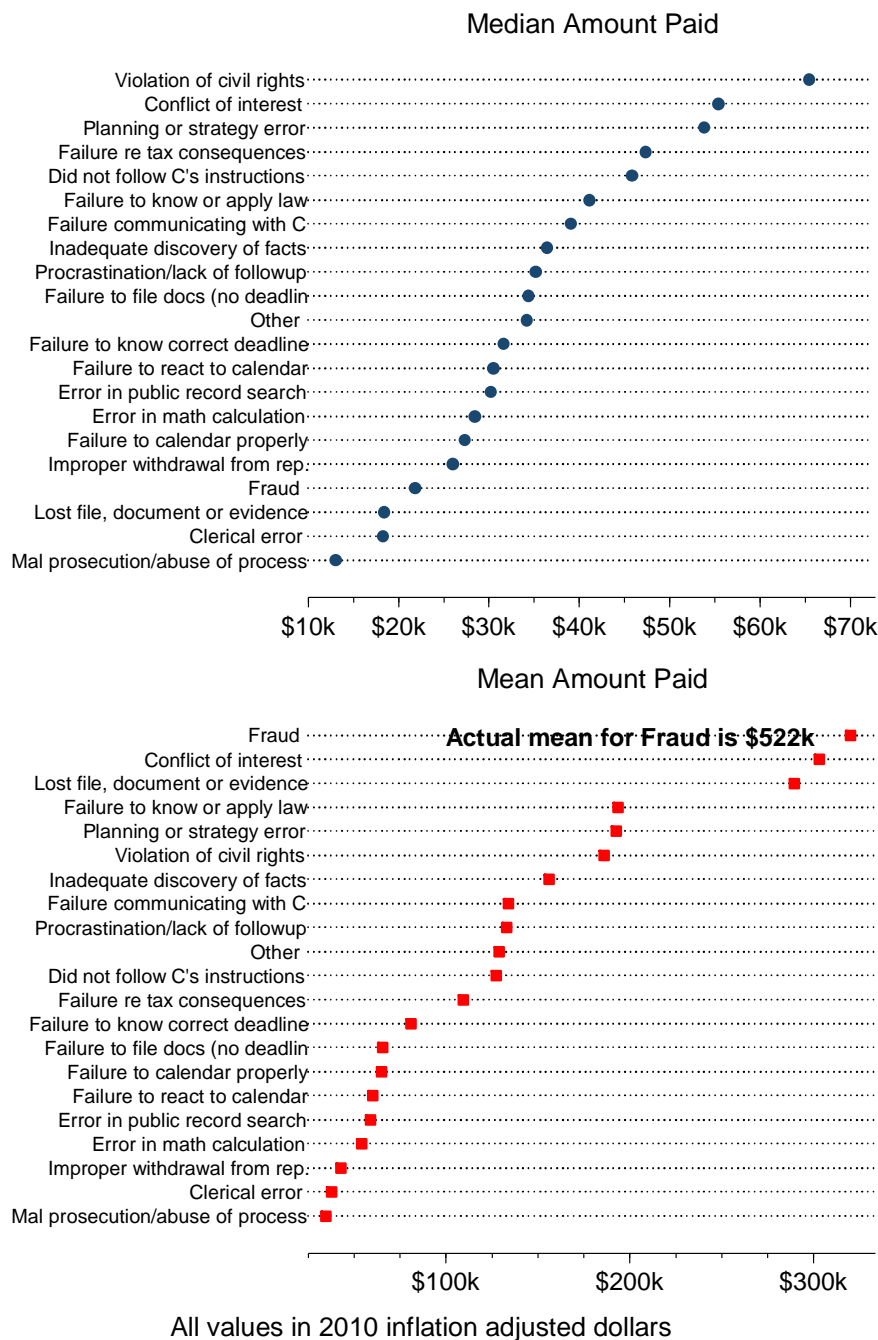 Median Amount Paid
Violation of civil rights
Conflict of interest
Planning or strategy error
Failure re tax consequences
Did not follow C's instructions
Failure to know or apply law
Failure communicating with C
Inadequate discovery of facts
Procrastination/lack of followup
Failure to file docs (no deadlin
Other
Failure to know correct deadline
Failure to react to calendar
Error in public record search
Error in math calculation
Failure to calendar properly
Improper withdrawal from rep.
Fraud
Lost file, document or evidence
Clerical error
Mal prosecution/abuse of process
$10k $20k $30k $40k $50k $60k $70k
Mean Amount Paid
Fraud Actual mean for Fraud is $522k
Conflict of interest
Lost file, document or evidence
Failure to know or apply law
Planning or strategy error
Violation of civil rights
Inadequate discovery of facts
Failure communicating with C
Procrastination/lack of followup
Other
Did not follow C's instructions
Failure re tax consequences
Failure to know correct deadline
Failure to file docs (no deadlin
Failure to calendar properly
Failure to react to calendar
Error in public record search
Error in math calculation
Improper withdrawal from rep.
Clerical error
Mal prosecution/abuse of process
$100k $200k $300k
All values in 2010 inflation adjusted dollars